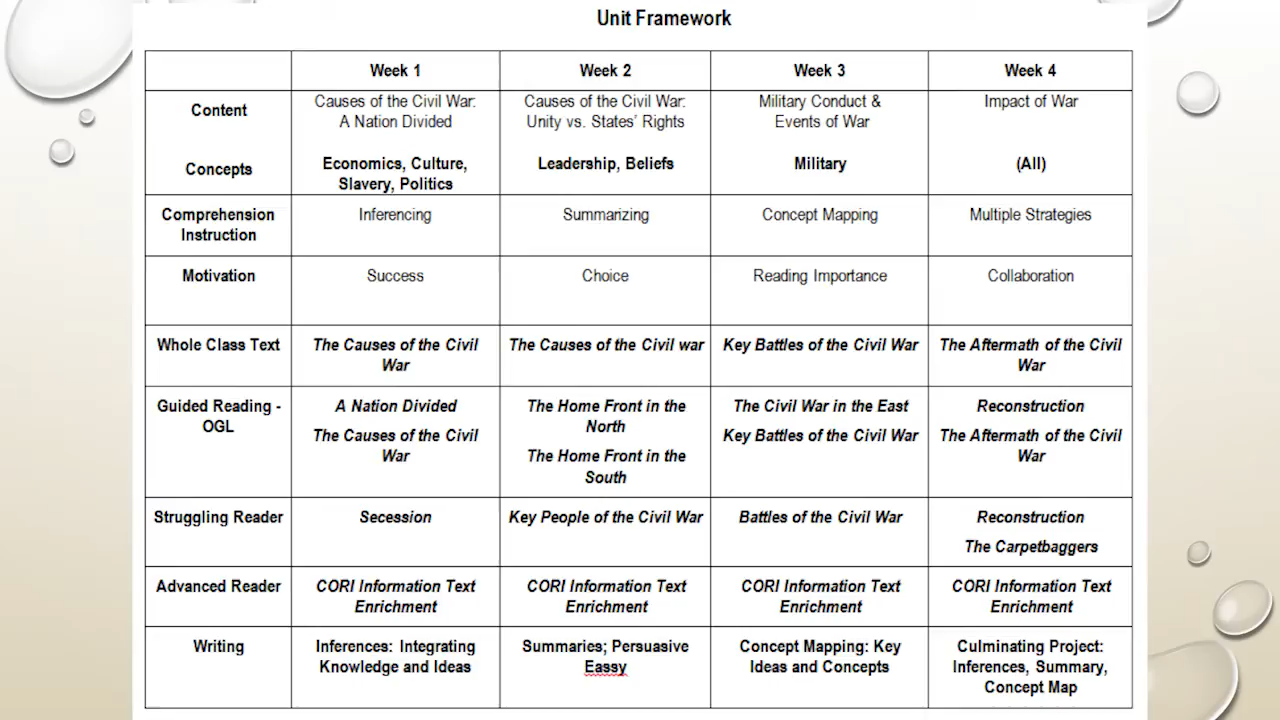 Unit Framework
Week 1
Week 2
Week 3
Week 4
Content
Causes of the Civil War:
A Nation Divided
Causes of the Civil War:
Unity vs. States' Rights
Military Conduct &
Events of War
Impact of War
Concepts
Economics, Culture,
Slavery, Politics
Leadership, Beliefs
Military
(All)
Comprehension
Instruction
Inferencing
Summarizing
Concept Mapping
Multiple Strategies
Motivation
Success
Choice
Reading Importance
Collaboration
Whole Class Text
The Causes of the Civil
War
The Causes of the Civil war
Key Battles of the Civil War
The Aftermath of the Civil
War
Guided Reading -
OGL
A Nation Divided
The Causes of the Civil
War
The Home Front in the
North
The Home Front in the
South
The Civil War in the East
Key Battles of the Civil War
Reconstruction
The Aftermath of the Civil
War
Struggling Reader
Secession
Key People of the Civil War
Battles of the Civil War
Reconstruction
The Carpetbaggers
Advanced Reader
CORI Information Text
Enrichment
CORI Information Text
Enrichment
CORI Information Text
Enrichment
CORI Information Text
Enrichment
Writing
Inferences: Integrating
Knowledge and Ideas
Summaries; Persuasive
Eassy
Concept Mapping: Key
Ideas and Concepts
Culminating Project:
Inferences, Summary,
Concept Map